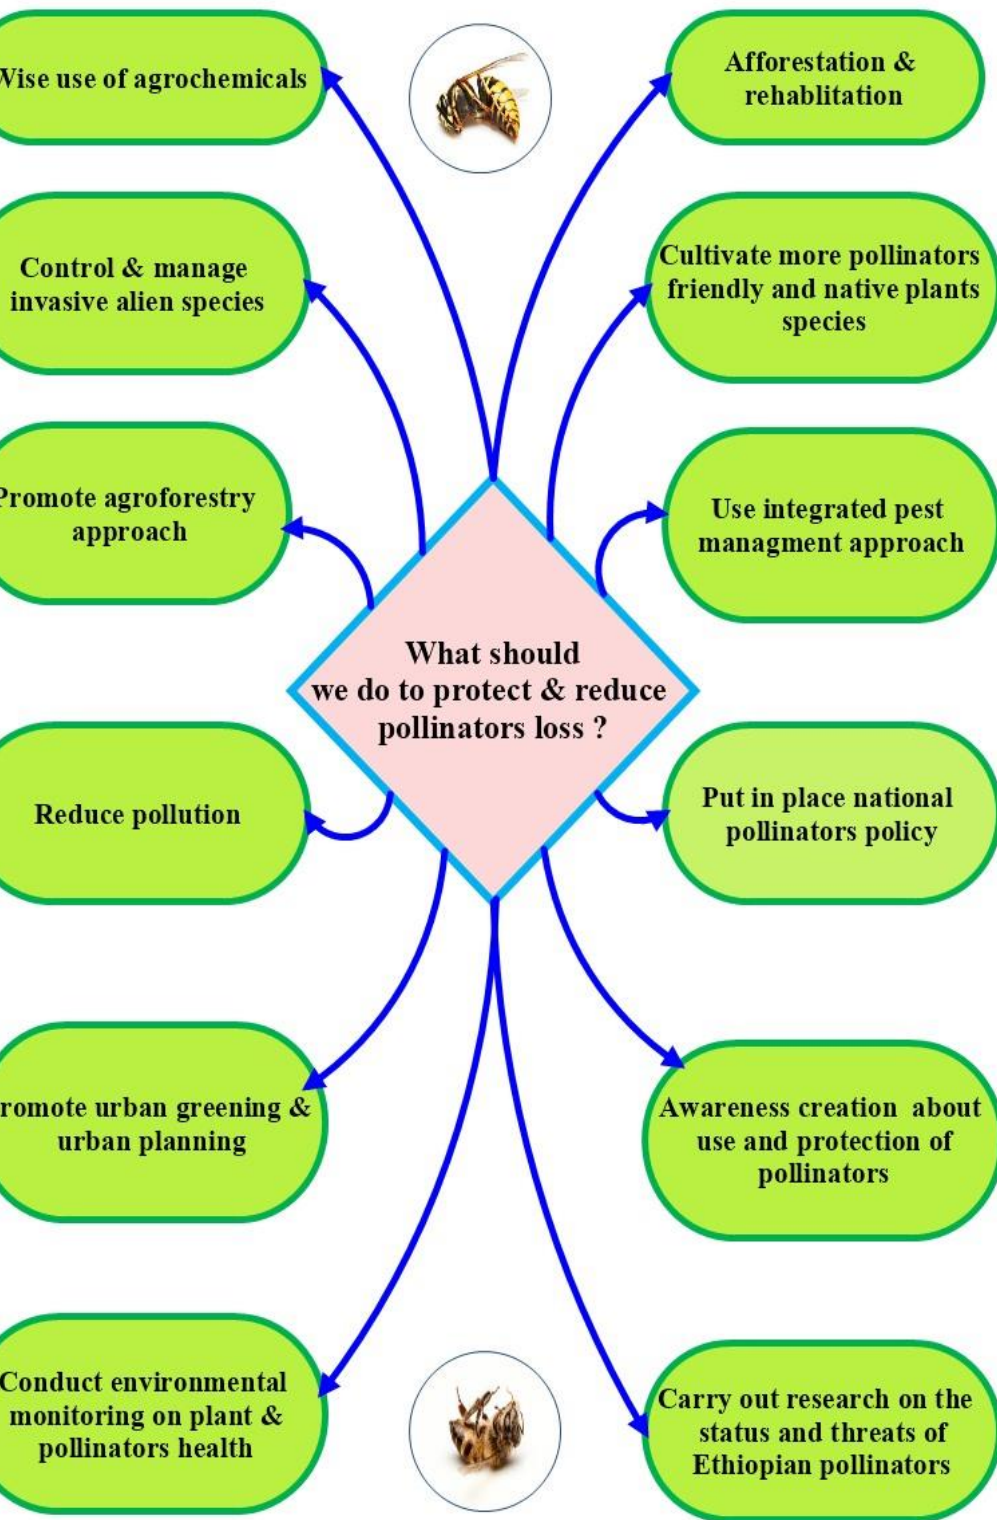 Wise use of agrochemicals
Afforestation &
rehablitation
Control & manage
invasive alien species
Cultivate more pollinators
friendly and native plants
species
Promote agroforestry
approach
Use integrated pest
managment approach
What should
we do to protect & reduce
pollinators loss ?
Reduce pollution
Put in place national
pollinators policy
romote urban greening &
urban planning
Awareness creation about
use and protection of
pollinators
Conduct environmental
monitoring on plant &
pollinators health
Carry out research on the
status and threats of
Ethiopian pollinators